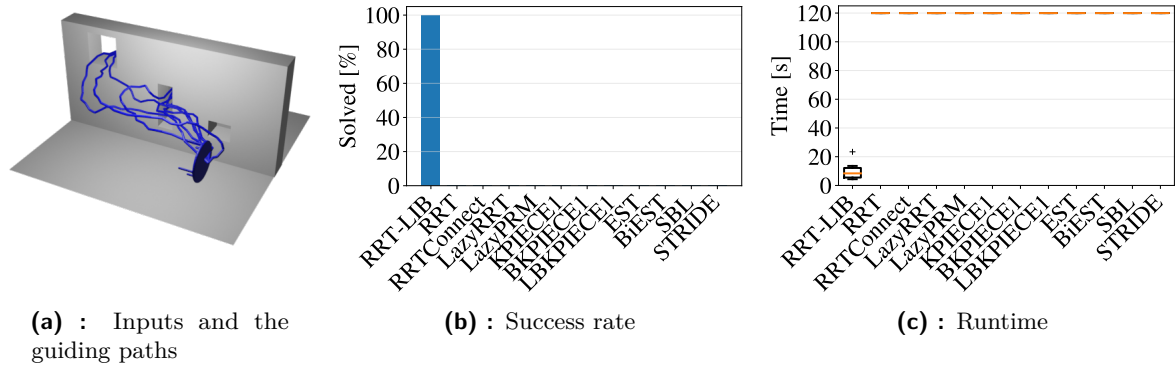 Solved [%]
100
80
60
40
20
0
RRT-LIB
RRT
RRTConnect
LazyRRT
LazyPRM
KPIECE1
BKPIECE1
LBKPIECE1
EST
BiEST
SBL
STRIDE
Time [s]
120
100
80
60
40
20
0
RRT-LIB
RRT
RRTConnect
LazyRRT
LazyPRM
KPIECE1
BKPIECE1
LBKPIECE1
EST
BiEST
SBL
STRIDE
(a) : Inputs and the
guiding paths
(b) : Success rate
(c) : Runtime